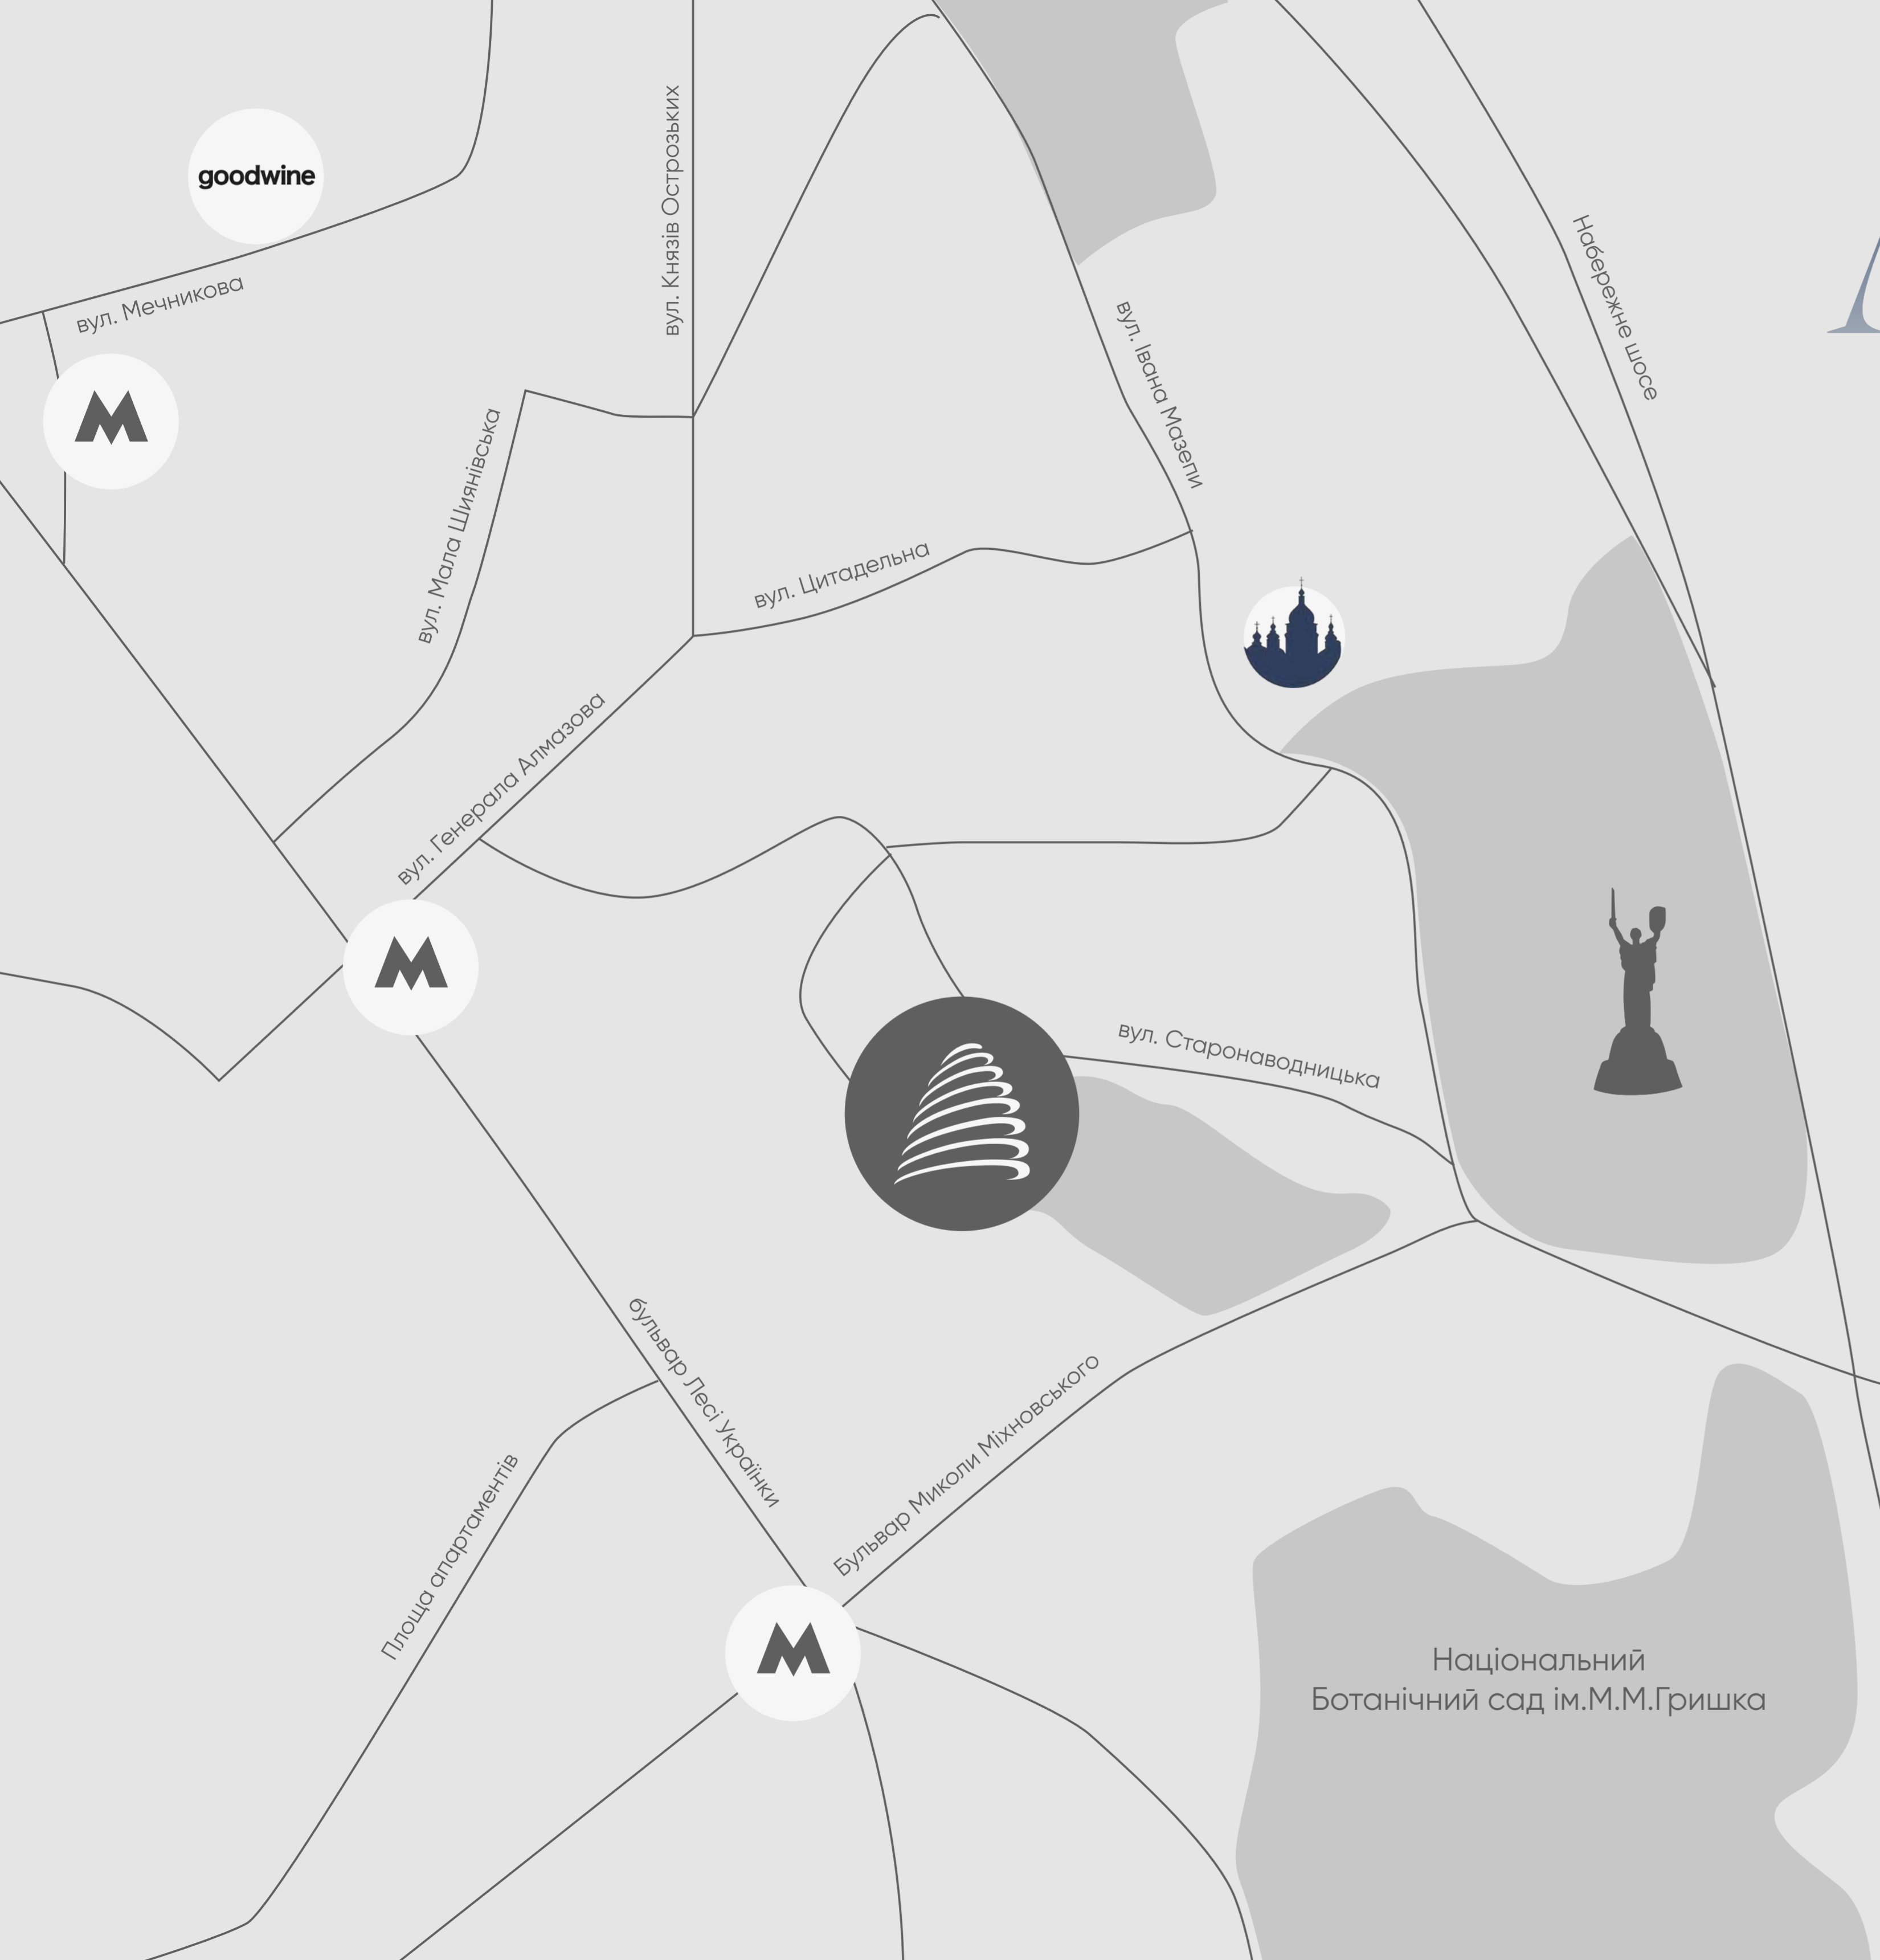 goodwine
вул. Князів Острозьких
Набережне шосе
вул. Мечникова
вул. Івана Мазепи
вул. Мала Шиянівська
вул. Цитадельна
вул. Генерала Алмазова
вул. Старонаводницька
бульвар Лесі Українки
Бульвар Миколи Міхновського
Площа апартаментів
Національний
Ботанічний сад ім.М.М.Гришка